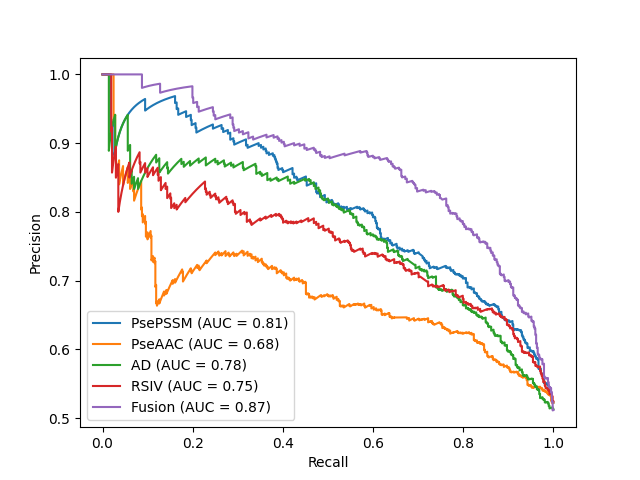 1.0
0.9
0.8
0.7
0.6
0.5
Precision
PsePSSM (AUC = 0.81)
PseAAC (AUC = 0.68)
AD (AUC = 0.78)
RSIV (AUC = 0.75)
Fusion (AUC = 0.87)
0.0 0.2 0.4 0.6 0.8 1.0
Recall